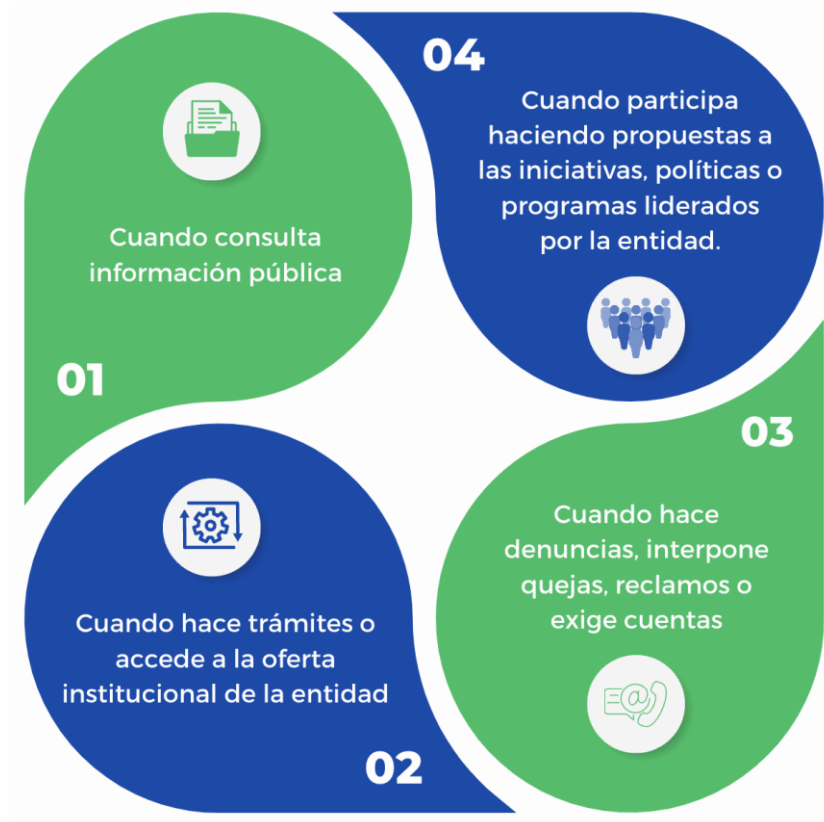 Cuando consulta
información pública
01
Cuando hace trámites o
accede a la oferta
institucional de la entidad
02
03
Cuando hace
denuncias, interpone
quejas, reclamos o
exige cuentas
04
Cuando participa
haciendo propuestas a
las iniciativas, políticas o
programas liderados
por la entidad.